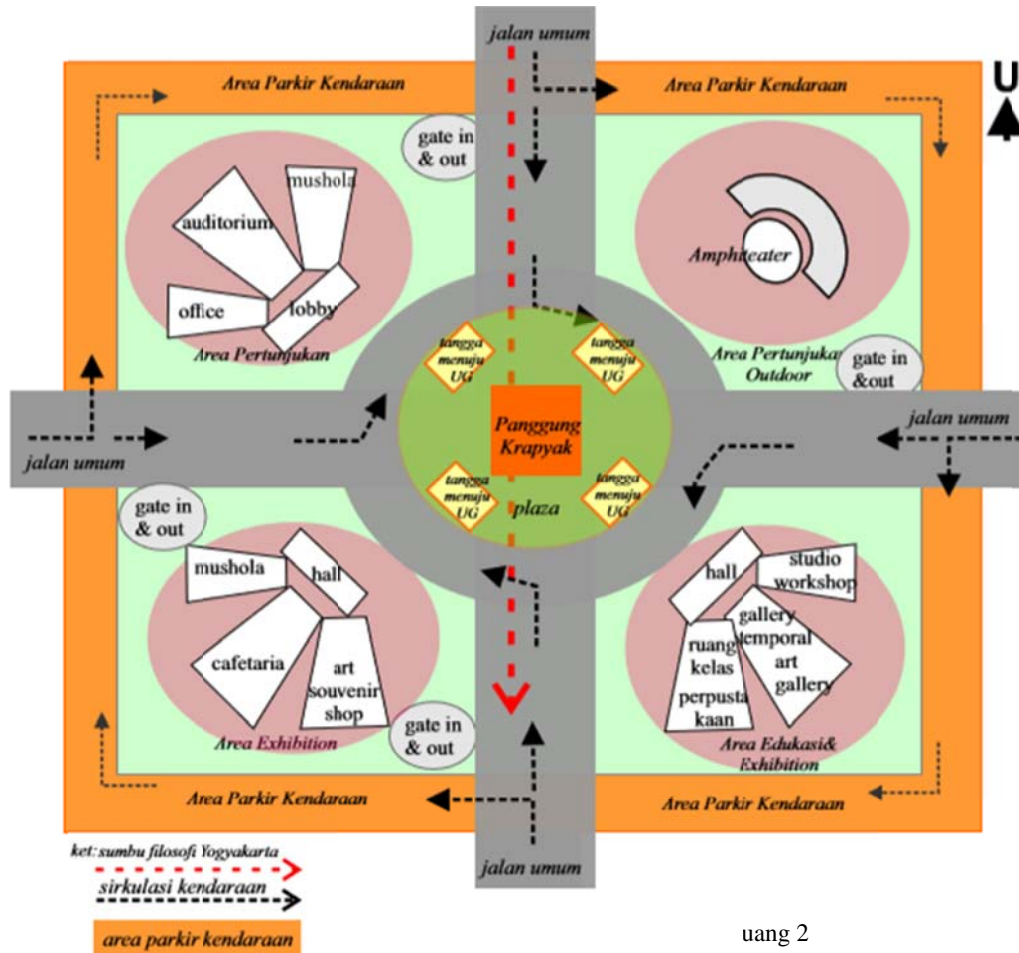 jalan umum
Area Parkir Kendaraan
Area Parkir Kendaraan
U
gate in
& out
mushola
auditorium
office
lobby
Area Pertunjukan
Amphiteater
Area Pertunjukan
Outdoor
gate in
&out
tangga
menuju
UG
tangga
menuju
UG
jalan umum
jalan umum
Panggung
Krapyak
tangga
menuju
UG
tangga
menuju
UG
plaza
gate in
& out
mushola
hall
cafetaria
art
souvenir
shop
Area Exhibition
gate in
& out
hall
studio
workshop
gallery
temporal
art
gallery
ruang
kelas
perpusta
kaan
Area Edukasi&
Exhibition
Area Parkir Kendaraan
Area Parkir Kendaraan
jalan umum
ket: sumbu filosofi Yogyakarta
sirkulasi kendaraan
area parkir kendaraan
uang 2